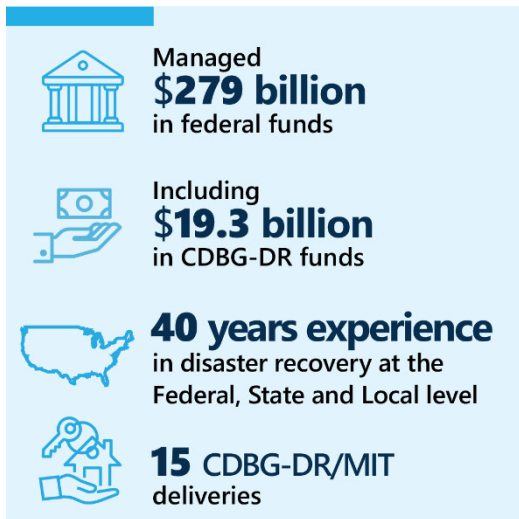 Managed
$279 billion
in federal funds
Including
$19.3 billion
in CDBG-DR funds
40 years experience
in disaster recovery at the
Federal, State and Local level
15 CDBG-DR/MIT
deliveries